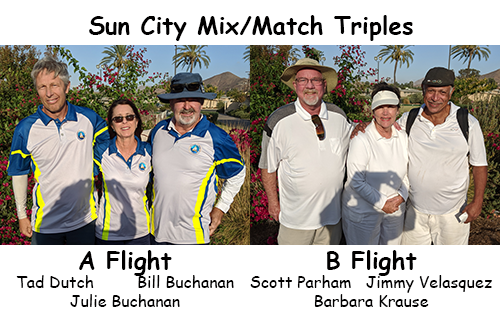 Sun City Mix/Match Triples
A Flight
B Flight
Tad Dutch Bill Buchanan
Julie Buchanan
Scott Parham Jimmy Velasquez
Barbara Krause